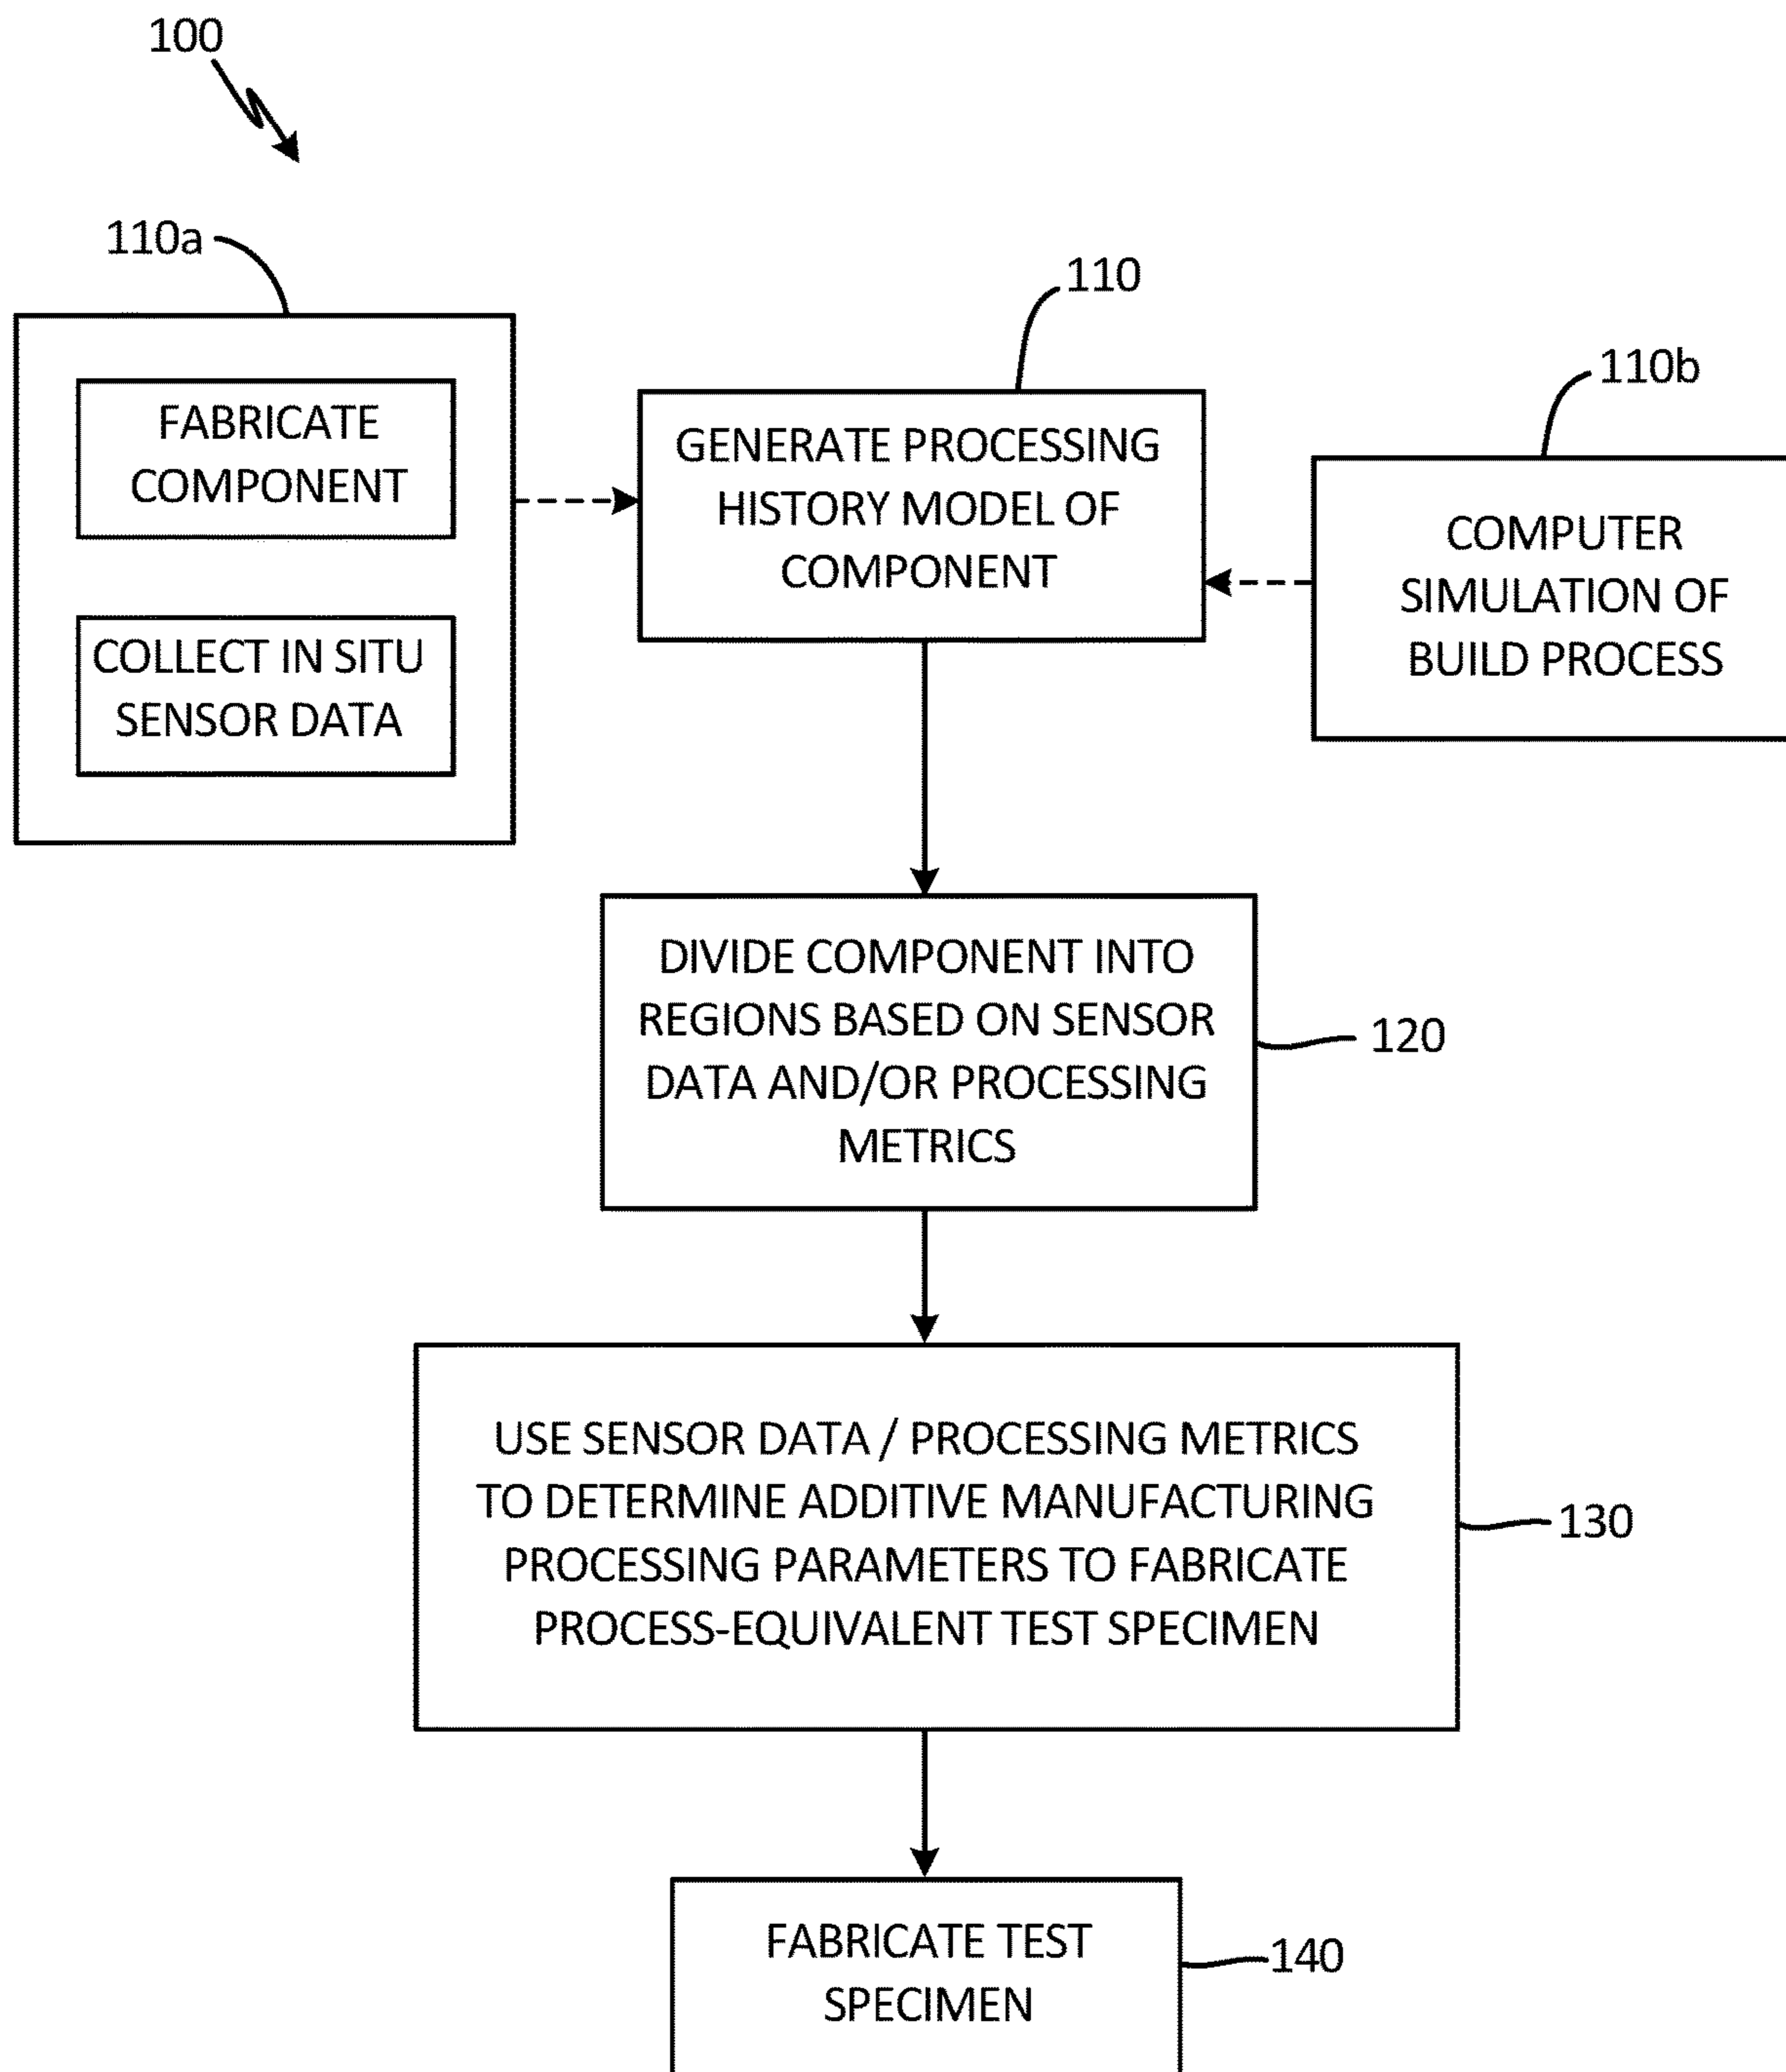 100
110a
110
110b
FABRICATE
COMPONENT
COLLECT IN SITU
SENSOR DATA
GENERATE PROCESSING
HISTORY MODEL OF
COMPONENT
COMPUTER
SIMULATION OF
BUILD PROCESS
DIVIDE COMPONENT INTO
REGIONS BASED ON SENSOR
DATA AND/OR PROCESSING
METRICS
120
USE SENSOR DATA / PROCESSING METRICS
TO DETERMINE ADDITIVE MANUFACTURING
PROCESSING PARAMETERS TO FABRICATE
PROCESS-EQUIVALENT TEST SPECIMEN
130
FABRICATE TEST
SPECIMEN
140